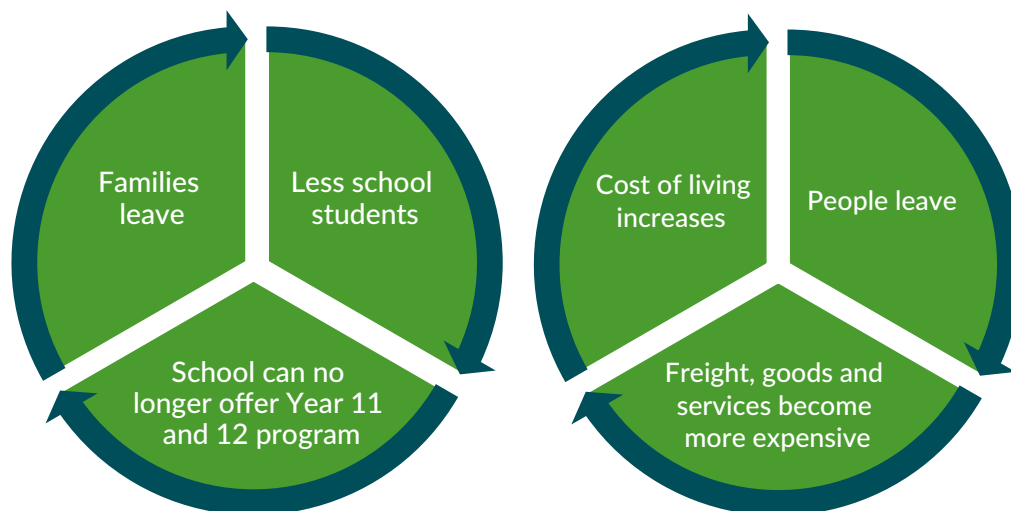 Families
leave
Less school
students
School can no
longer offer Year 11
and 12 program
Cost of living
increases
People leave
Freight, goods and
services become
more expensive